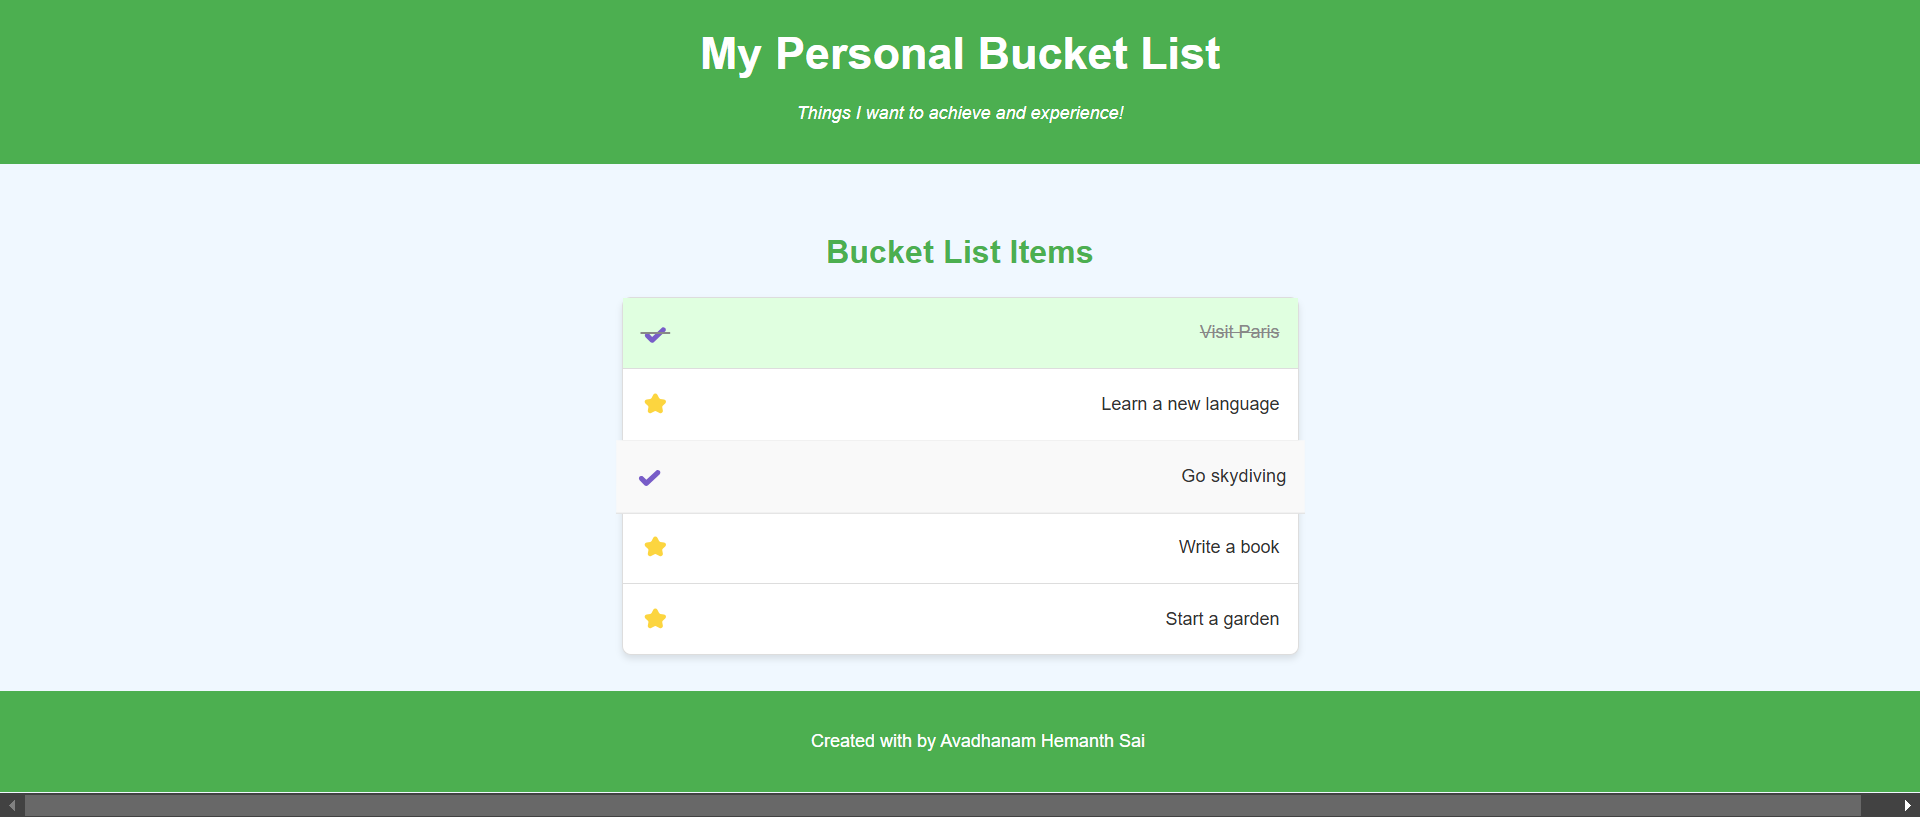 My Personal Bucket List
Things I want to achieve and experience!
Bucket List Items
Visit Paris
Learn a new language
Go skydiving
Write a book
Start a garden
Created with by Avadhanam Hemanth Sai